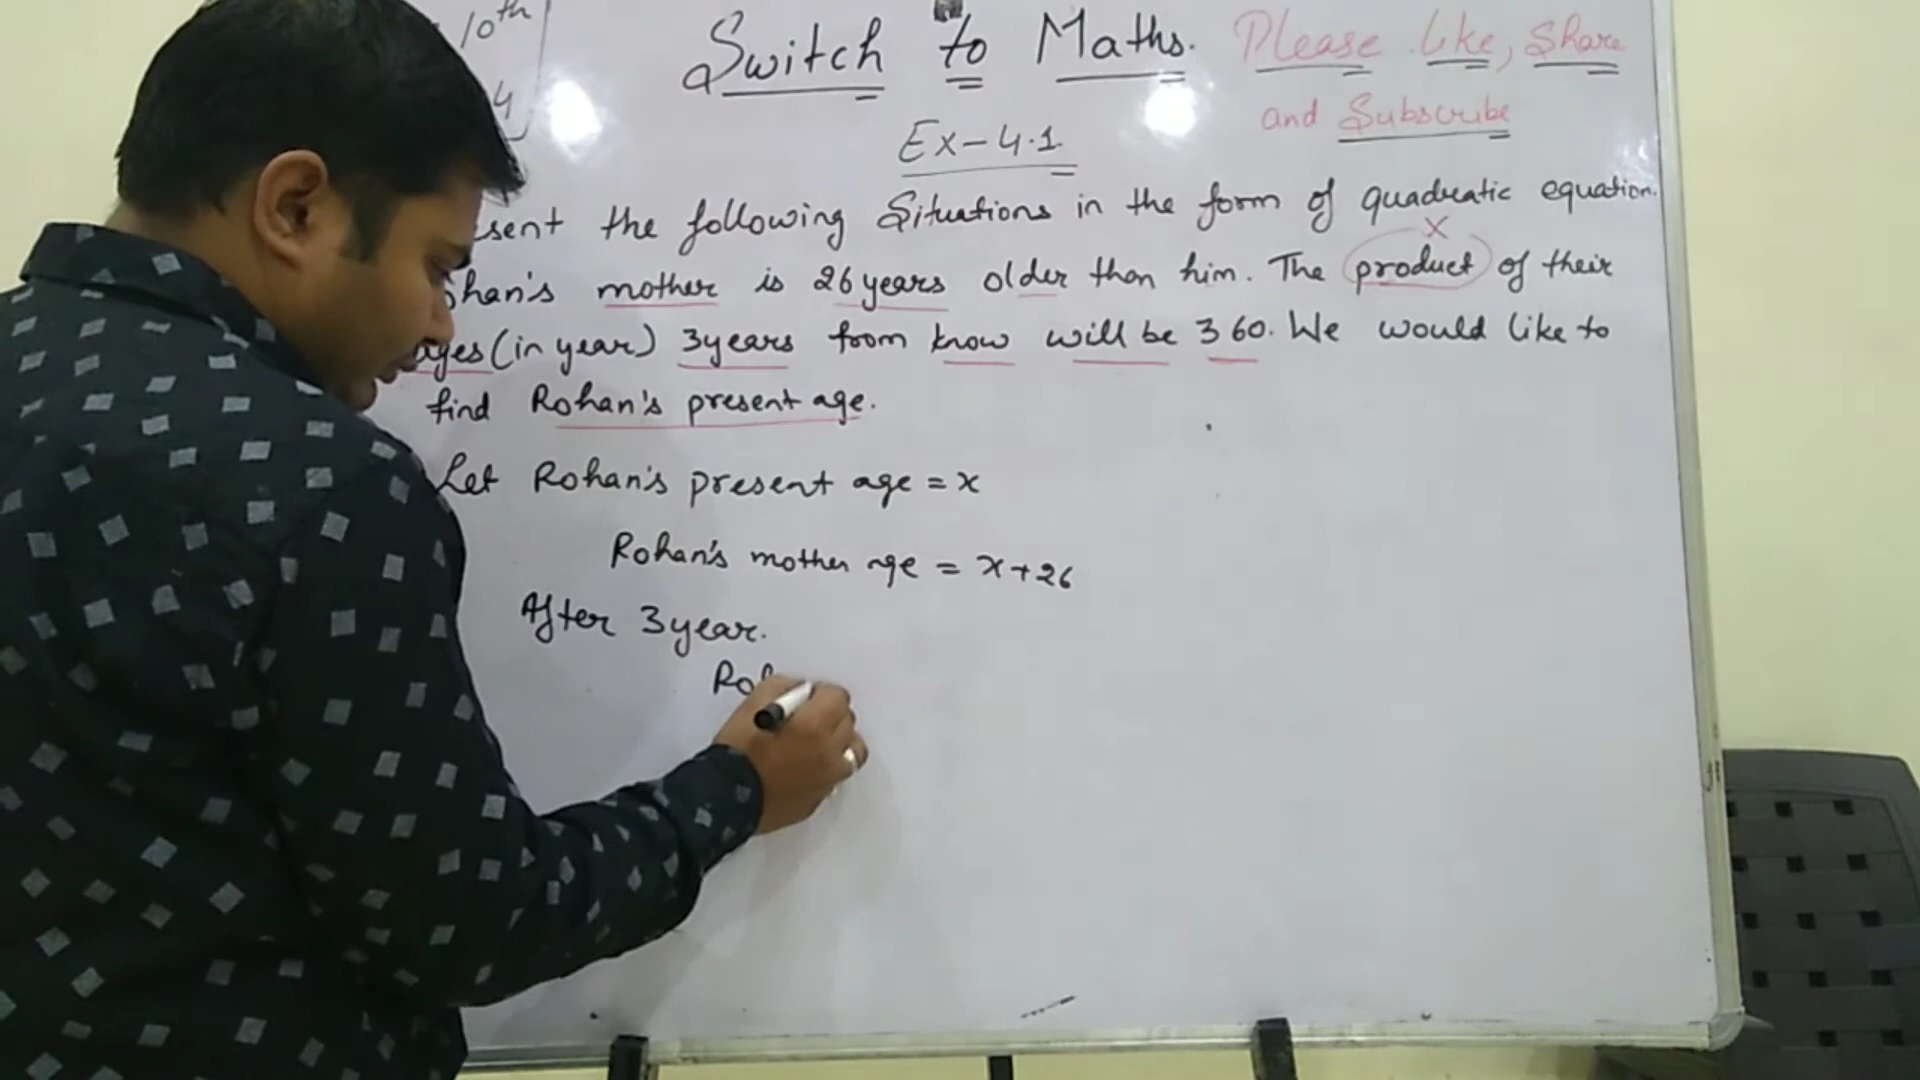 10th
4
Switch to Maths. Please Like, Share
and Subscribe
Ex-4.1
the following Situations in the form of quadratic equation.
x
mother is 26 years older than him. The product of their
ages (in year) 3 years from know will be 360. We would like to
find Rohan's present age.
Let Rohan's present age = x
Rohan's mother age = x+26
After 3 year.